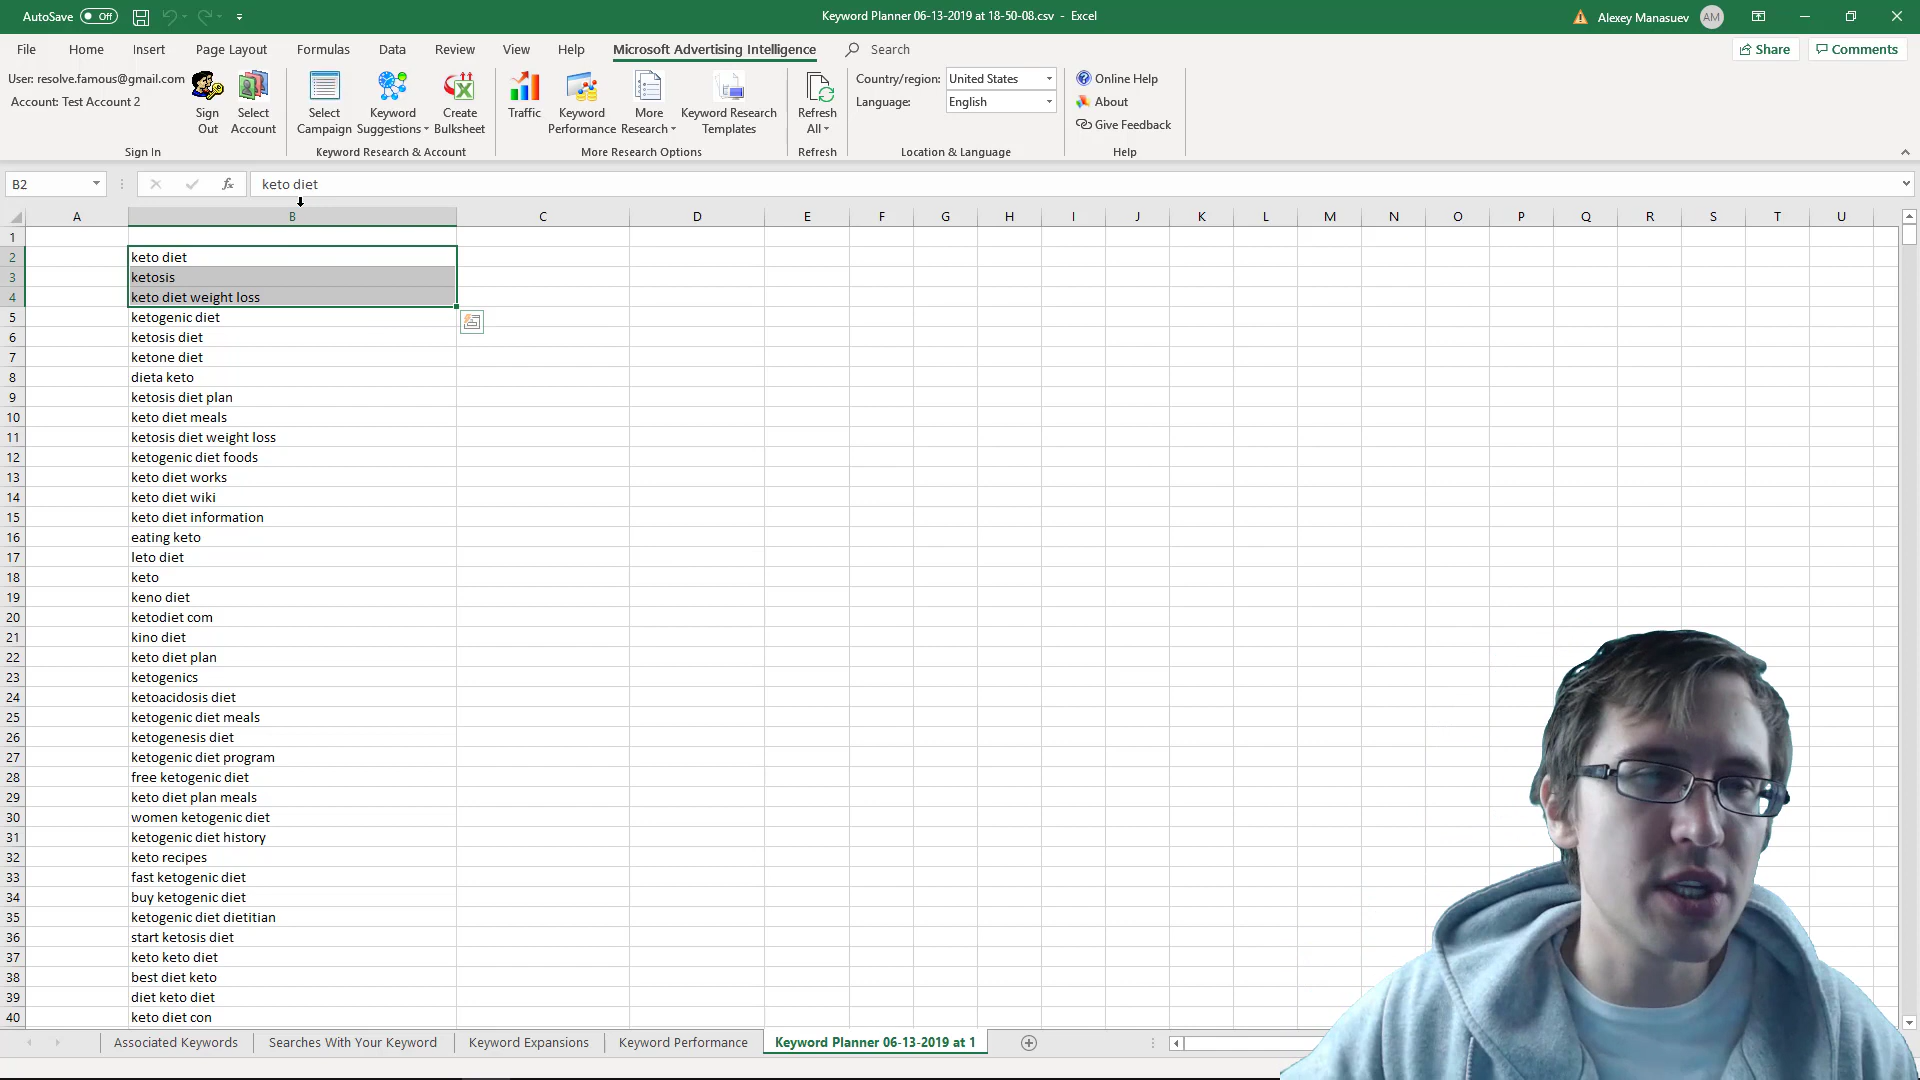 AutoSave Off
Keyword Planner 06-13-2019 at 18-50-08.csv - Excel
Alexey Manasuev AM
File Home Insert Page Layout Formulas Data Review View Help Microsoft Advertising Intelligence Search
Share Comments
User: resolve.famous@gmail.com
Account: Test Account 2
Sign Out
Select Account
Select Campaign
Keyword Suggestions
Create Bulksheet
Traffic
Keyword Performance
More Research
Keyword Research Templates
Refresh All
Country/region: United States
Language: English
Online Help
About
Give Feedback
Sign In
Keyword Research & Account
More Research Options
Refresh
Location & Language
Help
B2 fx keto diet
A B C D E F G H I J K L M N O P Q R S T U
1
2 keto diet
3 ketosis
4 keto diet weight loss
5 ketogenic diet
6 ketosis diet
7 ketone diet
8 dieta keto
9 ketosis diet plan
10 keto diet meals
11 ketosis diet weight loss
12 ketogenic diet foods
13 keto diet works
14 keto diet wiki
15 keto diet information
16 eating keto
17 leto diet
18 keto
19 keno diet
20 ketodiet com
21 kino diet
22 keto diet plan
23 ketogenics
24 ketoacidosis diet
25 ketogenic diet meals
26 ketogenesis diet
27 ketogenic diet program
28 free ketogenic diet
29 keto diet plan meals
30 women ketogenic diet
31 ketogenic diet history
32 keto recipes
33 fast ketogenic diet
34 buy ketogenic diet
35 ketogenic diet dietitian
36 start ketosis diet
37 keto keto diet
38 best diet keto
39 diet keto diet
40 keto diet con
Associated Keywords Searches With Your Keyword Keyword Expansions Keyword Performance Keyword Planner 06-13-2019 at 1